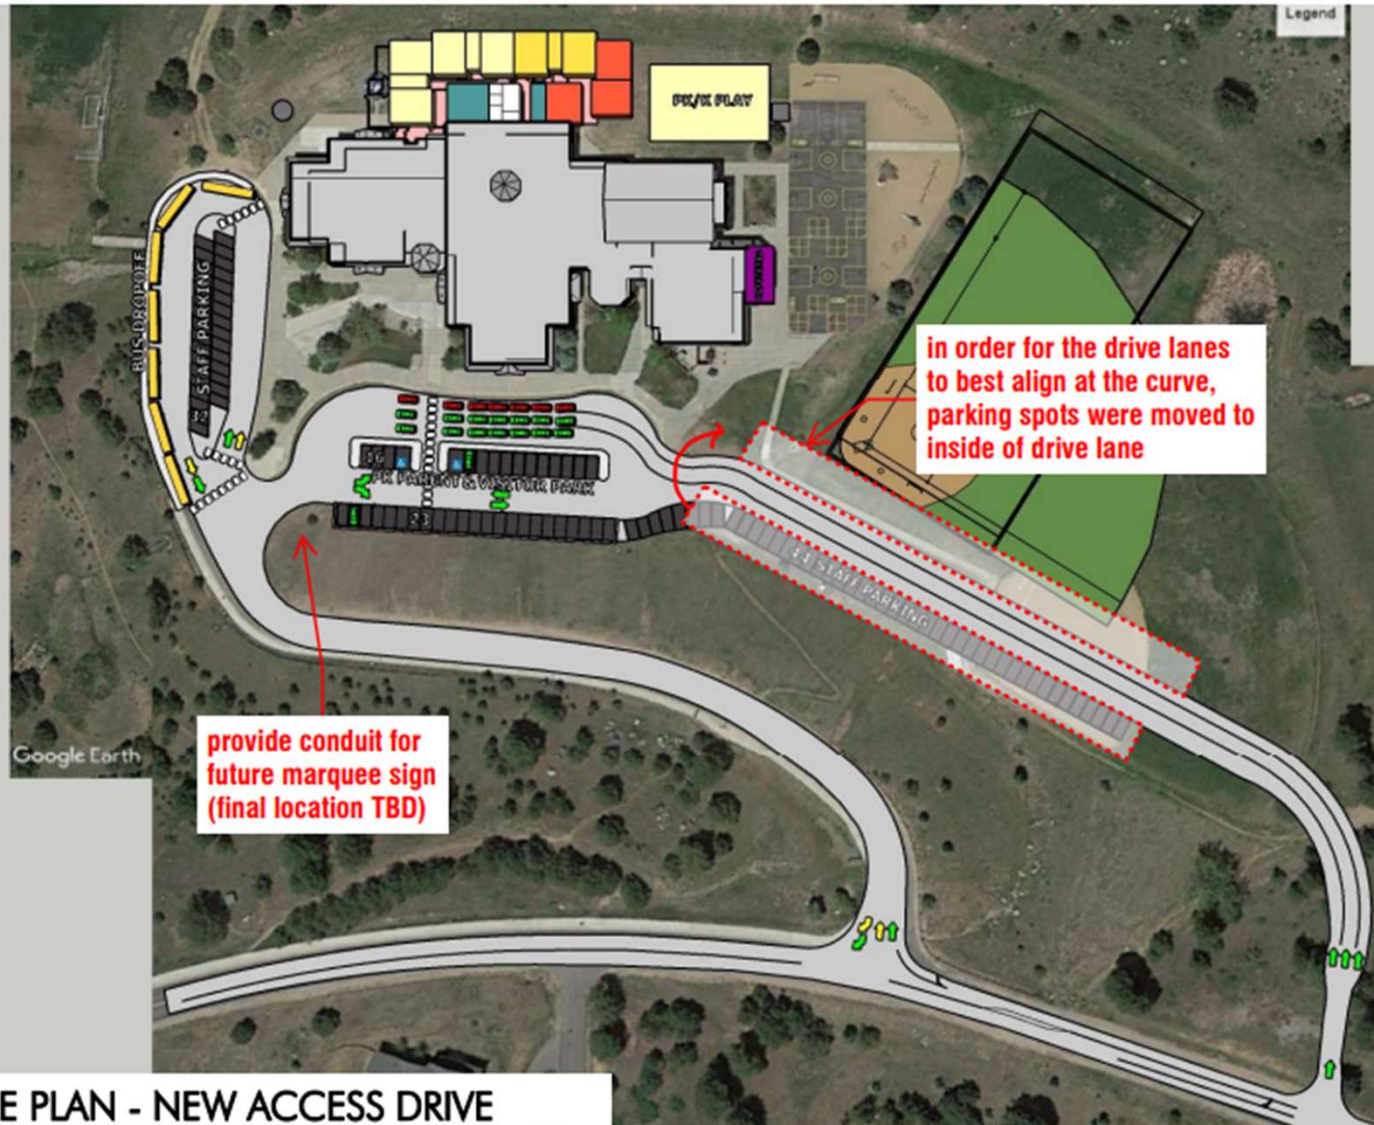 Legend
PK/K PLAY
BUS DROPOFF
STAFF PARKING
in order for the drive lanes
to best align at the curve,
parking spots were moved to
inside of drive lane
16
PK PARENT & VISITOR PARK
23
44 STAFF PARKING
provide conduit for
future marquee sign
(final location TBD)
Google Earth
E PLAN - NEW ACCESS DRIVE